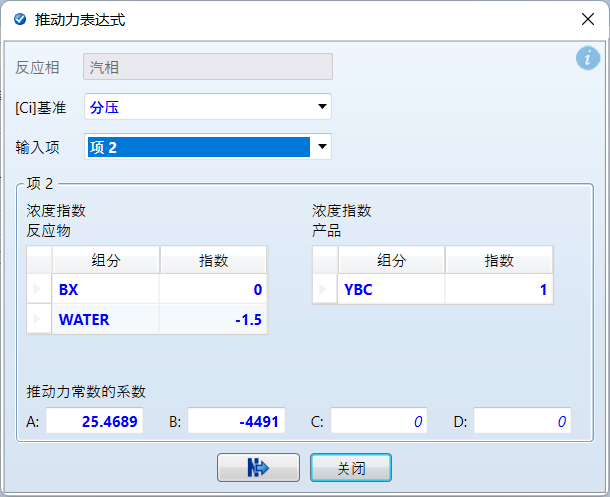 推动力表达式
反应相 汽相
[Ci]基准 分压
输入项 项 2
项 2
浓度指数 浓度指数
反应物 产品
组分 指数 组分 指数
BX 0 YBC 1
WATER -1.5
推动力常数的系数
A: 25.4689 B: -4491 C: 0 D: 0
关闭